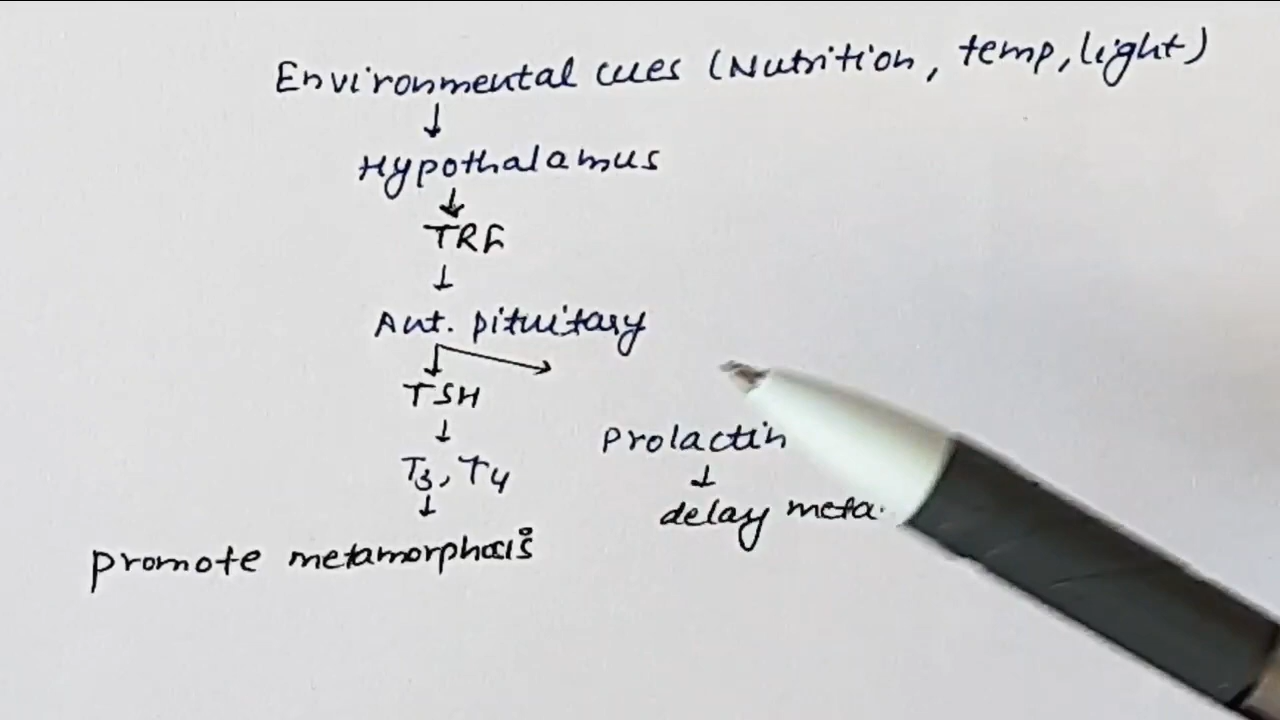 Environmental cues (Nutrition, temp, light)
Hypothalamus
TRF
Ant. pituitary
TSH
Prolactin
T3, T4
delay meta.
promote metamorphosis